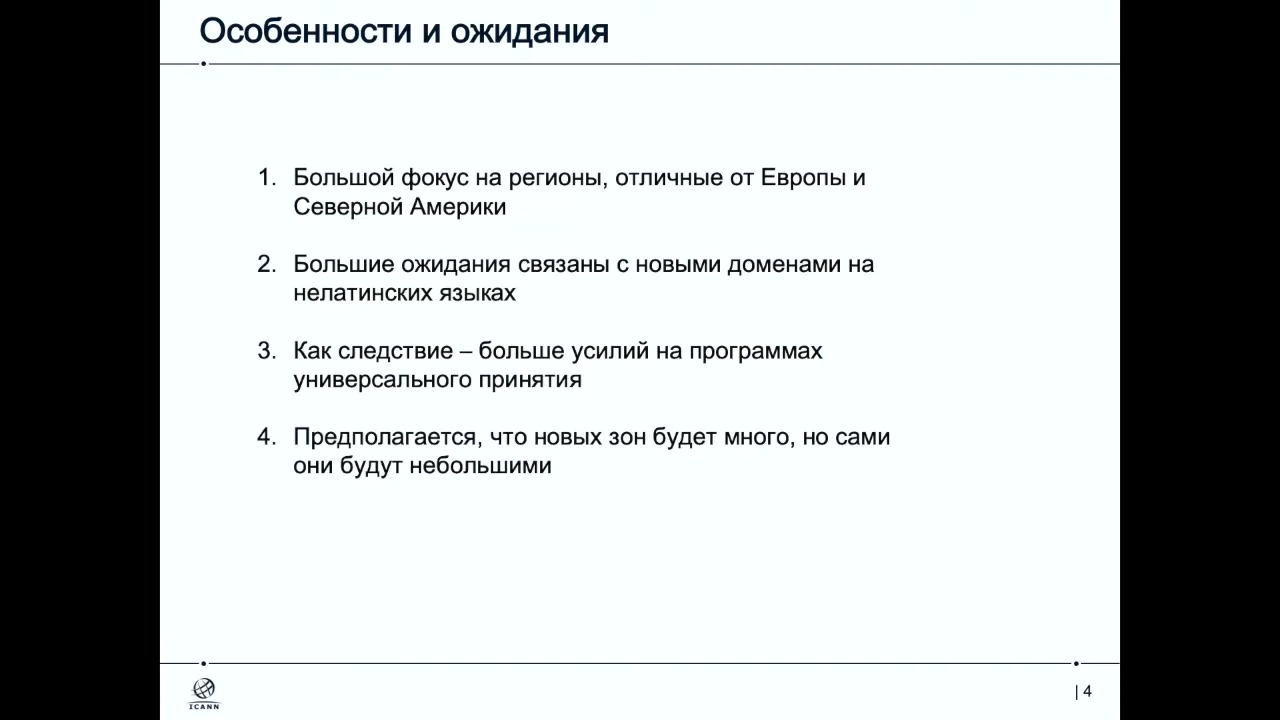 Особенности и ожидания
1. Большой фокус на регионы, отличные от Европы и
Северной Америки
2. Большие ожидания связаны с новыми доменами на
нелатинских языках
3. Как следствие – больше усилий на программах
универсального принятия
4. Предполагается, что новых зон будет много, но сами
они будут небольшими
ICANN
| 4